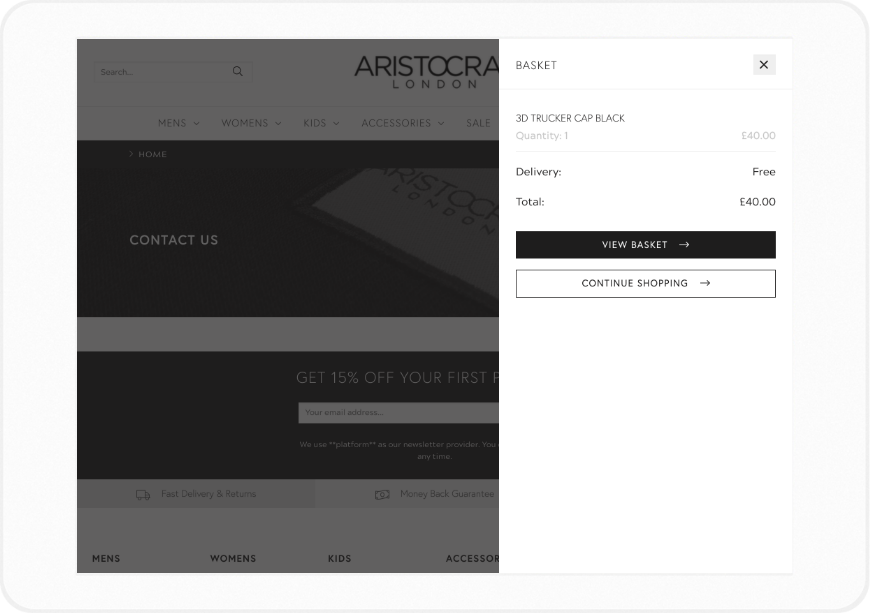 Search...
ARISTOCRA
LONDON
MENS
WOMENS
KIDS
ACCESSORIES
SALE
HOME
ARISTOCR
LONDON
CONTACT US
GET 15% OFF YOUR FIRST
Your email address...
We use **platform** as our newsletter provider. You
any time.
Fast Delivery & Returns
Money Back Guarantee
MENS
WOMENS
KIDS
ACCESSOR
BASKET
3D TRUCKER CAP BLACK
Quantity: 1 £40.00
Delivery: Free
Total: £40.00
VIEW BASKET →
CONTINUE SHOPPING →